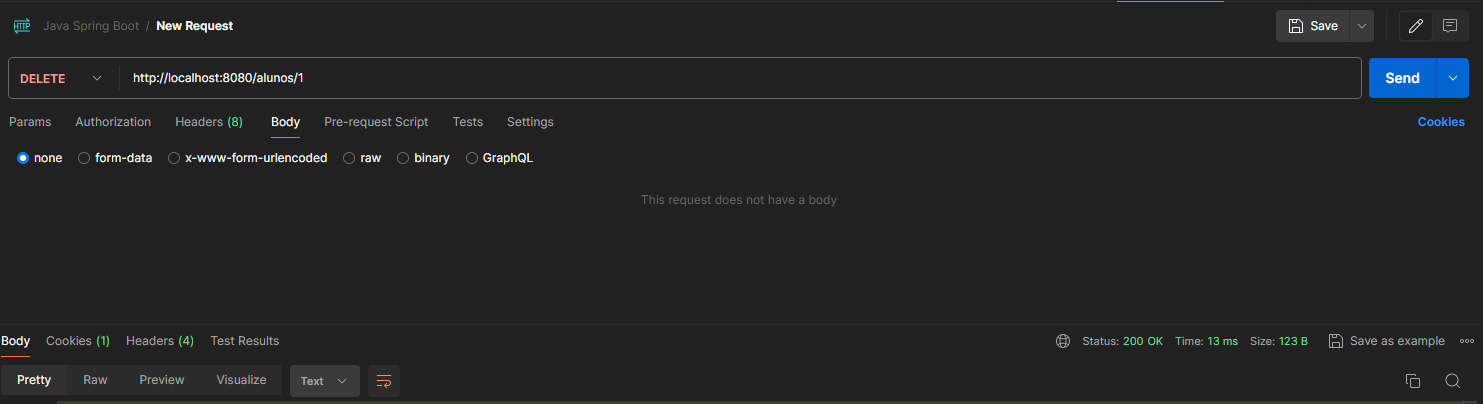 HTTP Java Spring Boot / New Request Save
DELETE http://localhost:8080/alunos/1 Send
Params Authorization Headers (8) Body Pre-request Script Tests Settings Cookies
none form-data x-www-form-urlencoded raw binary GraphQL
This request does not have a body
Body Cookies (1) Headers (4) Test Results Status: 200 OK Time: 13 ms Size: 123 B Save as example
Pretty Raw Preview Visualize Text